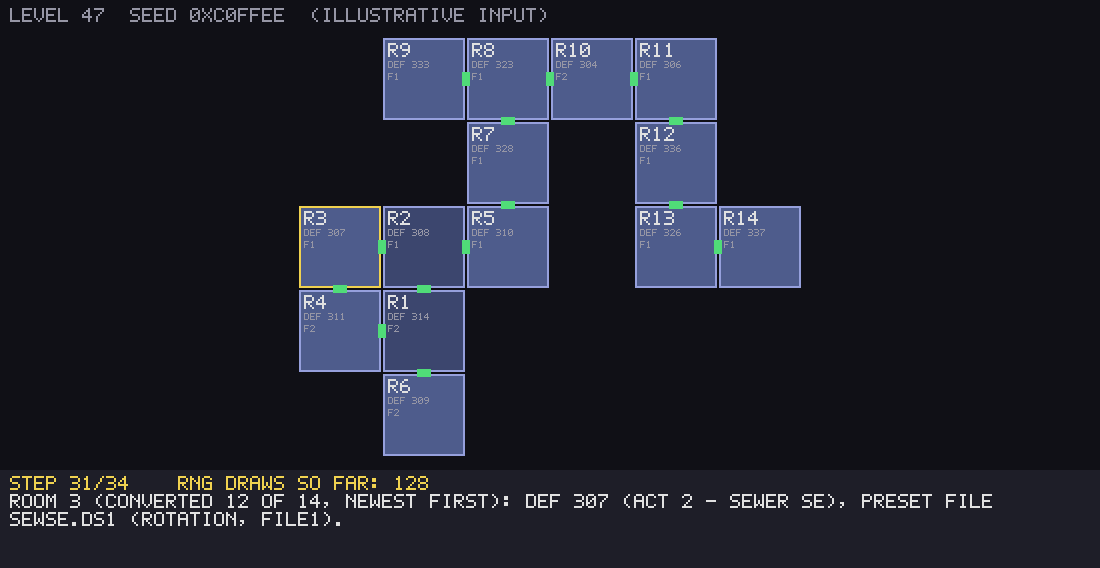 LEVEL 47 SEED 0XC0FFEE (ILLUSTRATIVE INPUT)
R9
DEF 333
F1
R8
DEF 323
F1
R10
DEF 304
F2
R11
DEF 306
F1
R7
DEF 328
F1
R12
DEF 336
F1
R3
DEF 307
F1
R2
DEF 308
F1
R5
DEF 310
F1
R13
DEF 326
F1
R14
DEF 337
F1
R4
DEF 311
F2
R1
DEF 314
F2
R6
DEF 309
F2
STEP 31/34 RNG DRAWS SO FAR: 128
ROOM 3 (CONVERTED 12 OF 14, NEWEST FIRST): DEF 307 (ACT 2 - SEWER SE), PRESET FILE
SEWSE.DS1 (ROTATION, FILE1).